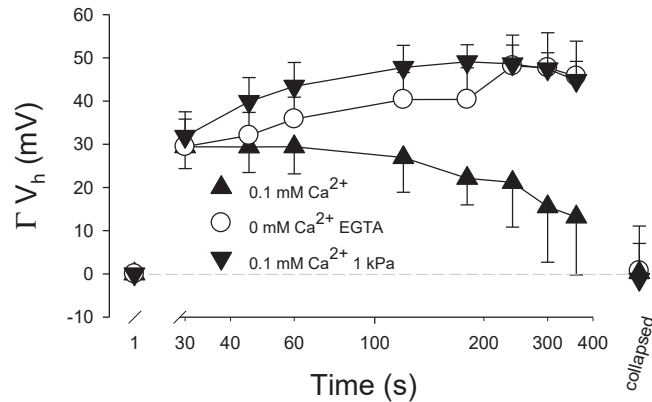 60
50
40
30
20
10
0
-10
Γ V_h (mV)
0.1 mM Ca²⁺
0 mM Ca²⁺ EGTA
0.1 mM Ca²⁺ 1 kPa
1 30 40 60 100 200 300 400 collapsed
Time (s)